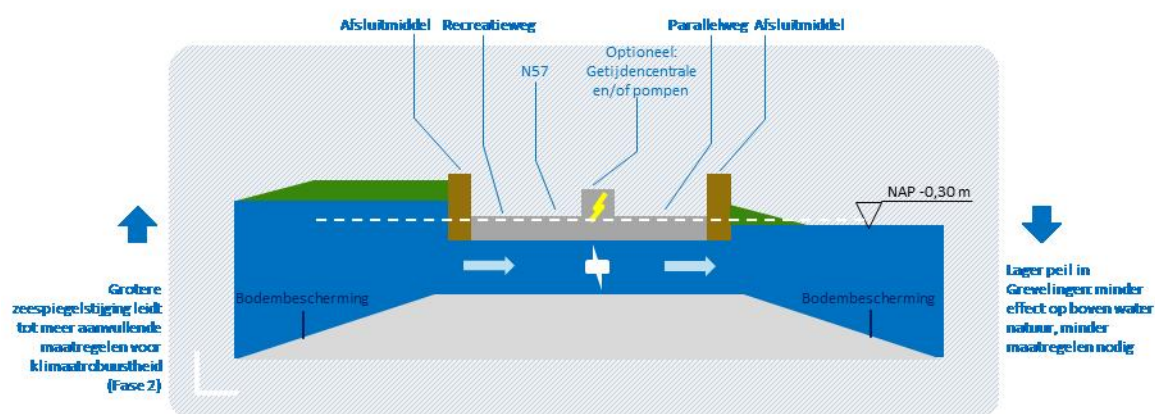 Afsluitmiddel
Recreatieweg
Parallelweg
Afsluitmiddel
N57
Optioneel:
Getijdencentrale
en/of pompen
NAP -0,30 m
Grotere
zeespiegelstijging leidt
tot meer aanvullende
maatregelen voor
klimaatrobuustheid
(Fase 2)
Bodembescherming
Bodembescherming
Lager peil in
Grevelingen: minder
effect op boven water
natuur, minder
maatregelen nodig